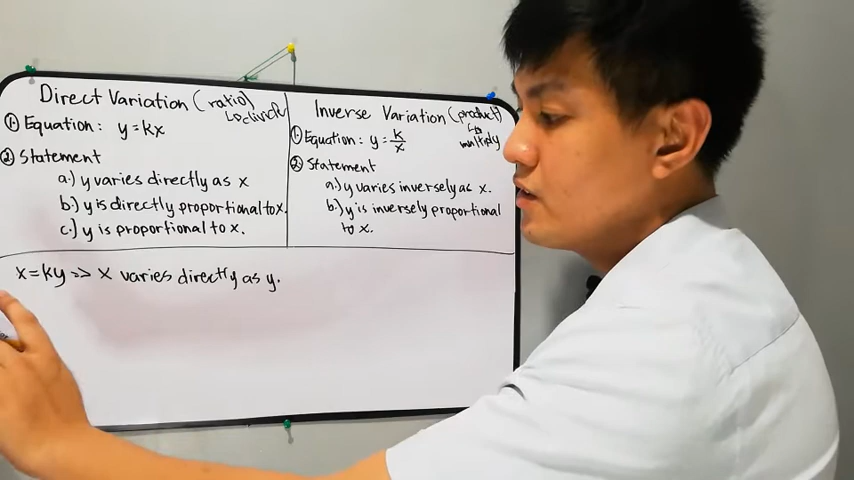 Direct Variation (ratio)
↳ divide
① Equation: y=kx
② Statement
a.) y varies directly as x
b.) y is directly proportional to x.
c.) y is proportional to x.
Inverse Variation (product)
↳ multiply
① Equation: y = k/x
② Statement
a.) y varies inversely as x.
b.) y is inversely proportional
to x.
x=ky => x varies directly as y.